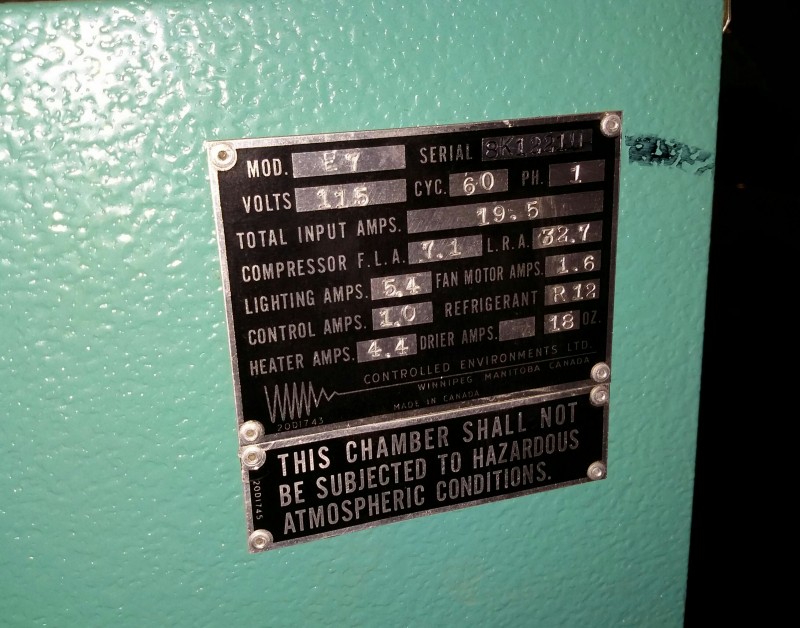 MOD. E7 SERIAL
VOLTS 115 CYC. 60 PH. 1
TOTAL INPUT AMPS. 19.5
COMPRESSOR F.L.A. 7.1 L.R.A. 32.7
LIGHTING AMPS. 5.4 FAN MOTOR AMPS. 1.6
CONTROL AMPS. 1.0 REFRIGERANT R12
HEATER AMPS. 4.4 DRIER AMPS. 18 OZ.
CONTROLLED ENVIRONMENTS LTD.
WINNIPEG, MANITOBA CANADA
MADE IN CANADA
20D1743
THIS CHAMBER SHALL NOT
BE SUBJECTED TO HAZARDOUS
ATMOSPHERIC CONDITIONS.
20D1745